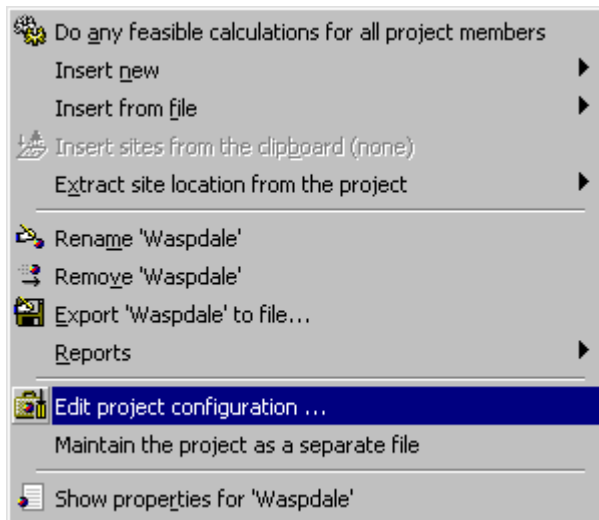 Do any feasible calculations for all project members
Insert new
Insert from file
Insert sites from the clipboard (none)
Extract site location from the project
Rename 'Waspdale'
Remove 'Waspdale'
Export 'Waspdale' to file...
Reports
Edit project configuration ...
Maintain the project as a separate file
Show properties for 'Waspdale'